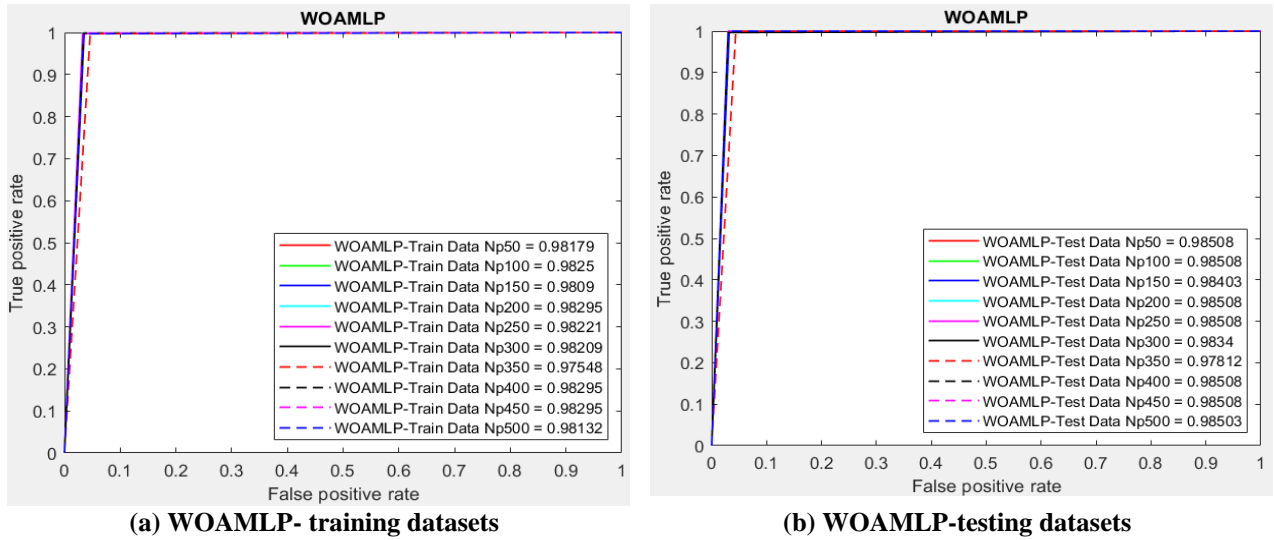 WOAMLP
1
0.9
0.8
0.7
0.6
0.5
0.4
0.3
0.2
0.1
0
True positive rate
WOAMLP-Train Data Np50 = 0.98179
WOAMLP-Train Data Np100 = 0.9825
WOAMLP-Train Data Np150 = 0.9809
WOAMLP-Train Data Np200 = 0.98295
WOAMLP-Train Data Np250 = 0.98221
WOAMLP-Train Data Np300 = 0.98209
WOAMLP-Train Data Np350 = 0.97548
WOAMLP-Train Data Np400 = 0.98295
WOAMLP-Train Data Np450 = 0.98295
WOAMLP-Train Data Np500 = 0.98132
0 0.1 0.2 0.3 0.4 0.5 0.6 0.7 0.8 0.9 1
False positive rate
(a) WOAMLP- training datasets
WOAMLP
1
0.9
0.8
0.7
0.6
0.5
0.4
0.3
0.2
0.1
0
True positive rate
WOAMLP-Test Data Np50 = 0.98508
WOAMLP-Test Data Np100 = 0.98508
WOAMLP-Test Data Np150 = 0.98403
WOAMLP-Test Data Np200 = 0.98508
WOAMLP-Test Data Np250 = 0.98508
WOAMLP-Test Data Np300 = 0.9834
WOAMLP-Test Data Np350 = 0.97812
WOAMLP-Test Data Np400 = 0.98508
WOAMLP-Test Data Np450 = 0.98508
WOAMLP-Test Data Np500 = 0.98503
0 0.1 0.2 0.3 0.4 0.5 0.6 0.7 0.8 0.9 1
False positive rate
(b) WOAMLP-testing datasets